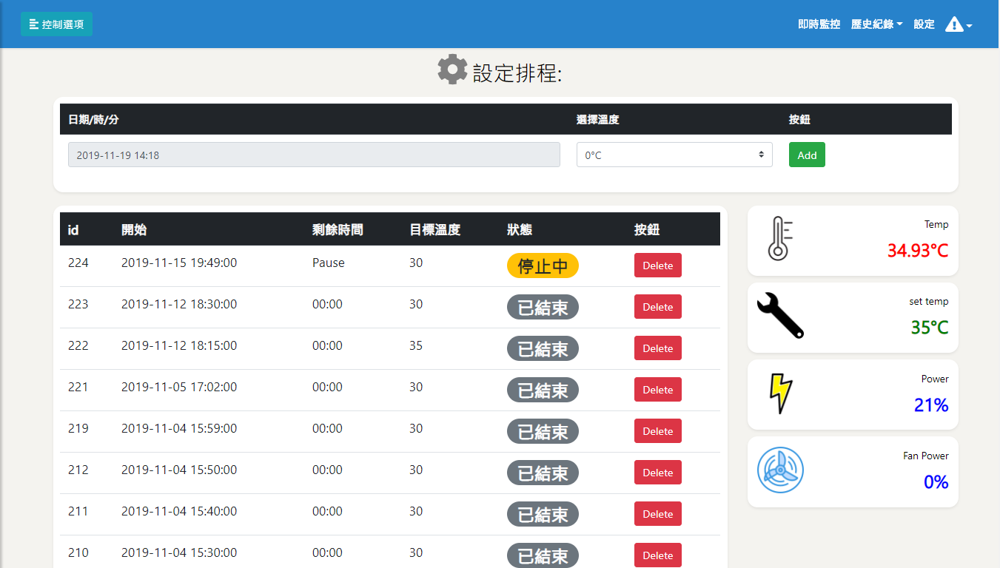 控制選項
即時監控 歷史紀錄 設定
設定排程:
日期/時/分 選擇溫度 按鈕
2019-11-19 14:18 0°C Add
id 開始 剩餘時間 目標溫度 狀態 按鈕
224 2019-11-15 19:49:00 Pause 30 停止中 Delete
223 2019-11-12 18:30:00 00:00 30 已結束 Delete
222 2019-11-12 18:15:00 00:00 35 已結束 Delete
221 2019-11-05 17:02:00 00:00 30 已結束 Delete
219 2019-11-04 15:59:00 00:00 30 已結束 Delete
212 2019-11-04 15:50:00 00:00 30 已結束 Delete
211 2019-11-04 15:40:00 00:00 30 已結束 Delete
210 2019-11-04 15:30:00 00:00 30 已結束 Delete
Temp
34.93°C
set temp
35°C
Power
21%
Fan Power
0%